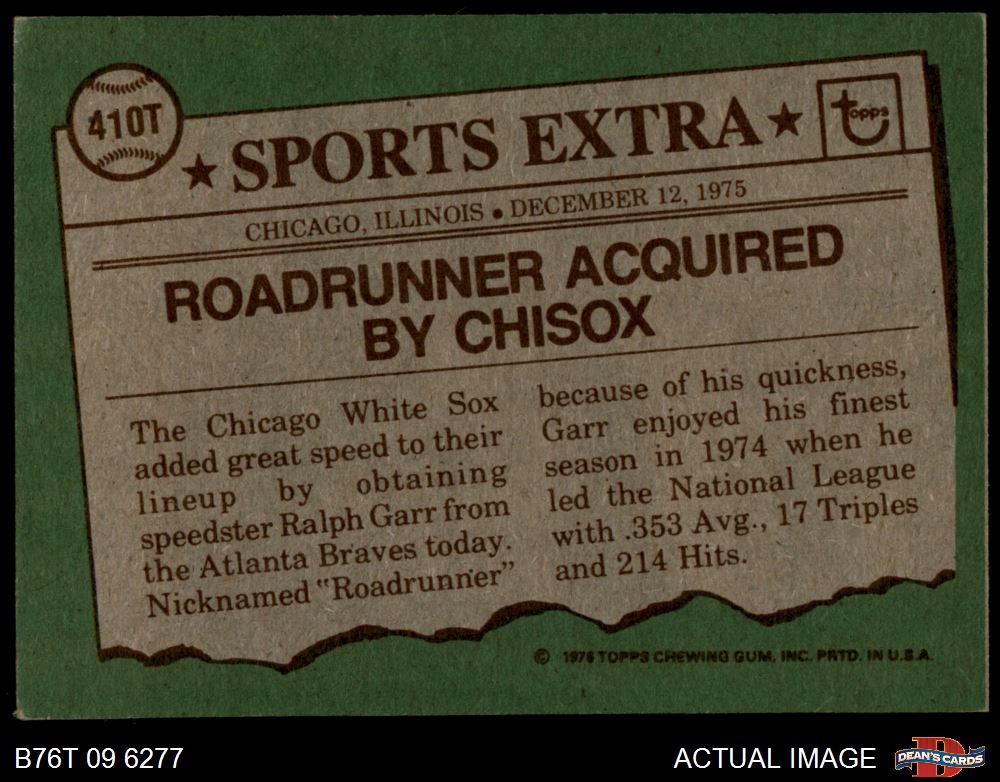 410T
★ SPORTS EXTRA ★
topps
CHICAGO, ILLINOIS • DECEMBER 12, 1975
ROADRUNNER ACQUIRED
BY CHISOX
The Chicago White Sox
added great speed to their
lineup by obtaining
speedster Ralph Garr from
the Atlanta Braves today.
Nicknamed "Roadrunner"
because of his quickness,
Garr enjoyed his finest
season in 1974 when he
led the National League
with .353 Avg., 17 Triples
and 214 Hits.
© 1976 TOPPS CHEWING GUM, INC. PRTD. IN U.S.A.
B76T 09 6277
ACTUAL IMAGE
D
DEAN'S CARDS